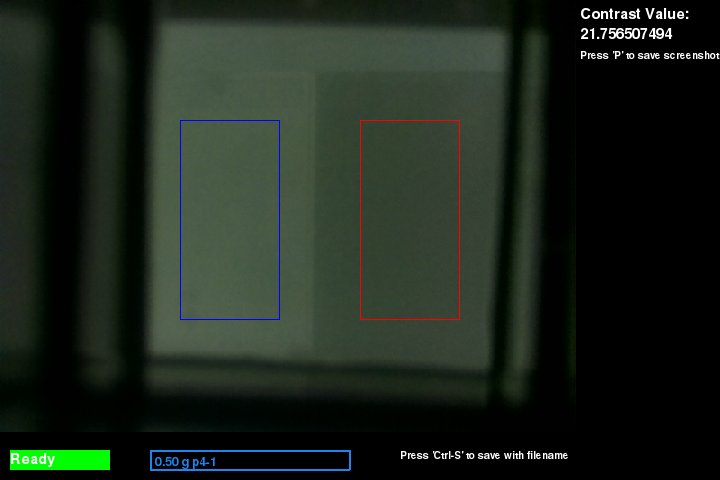 Contrast Value:
21.756507494
Press 'P' to save screenshot
Ready
0.50 g p4-1
Press 'Ctrl-S' to save with filename